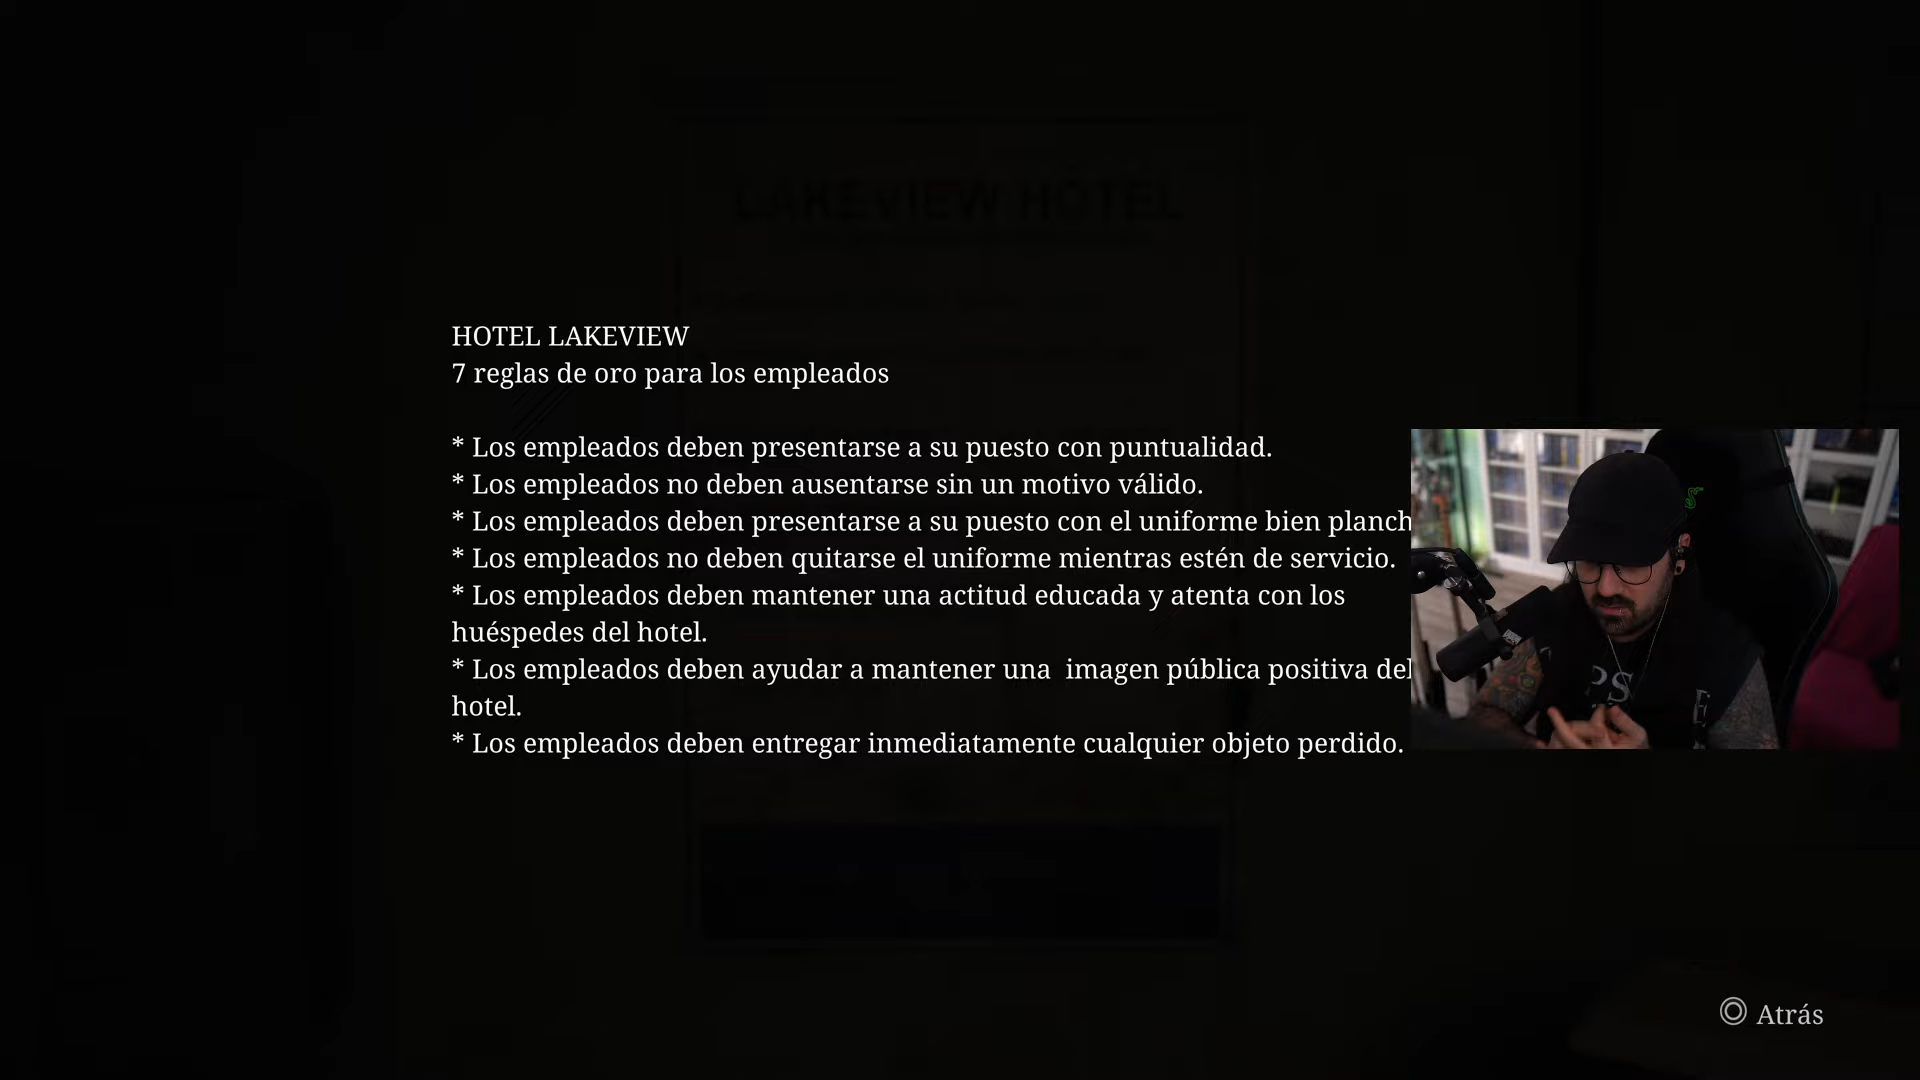 LAKEVIEW HOTEL
HOTEL LAKEVIEW
7 reglas de oro para los empleados
* Los empleados deben presentarse a su puesto con puntualidad.
* Los empleados no deben ausentarse sin un motivo válido.
* Los empleados deben presentarse a su puesto con el uniforme bien planch
* Los empleados no deben quitarse el uniforme mientras estén de servicio.
* Los empleados deben mantener una actitud educada y atenta con los
huéspedes del hotel.
* Los empleados deben ayudar a mantener una  imagen pública positiva del
hotel.
* Los empleados deben entregar inmediatamente cualquier objeto perdido.
PS
Atrás